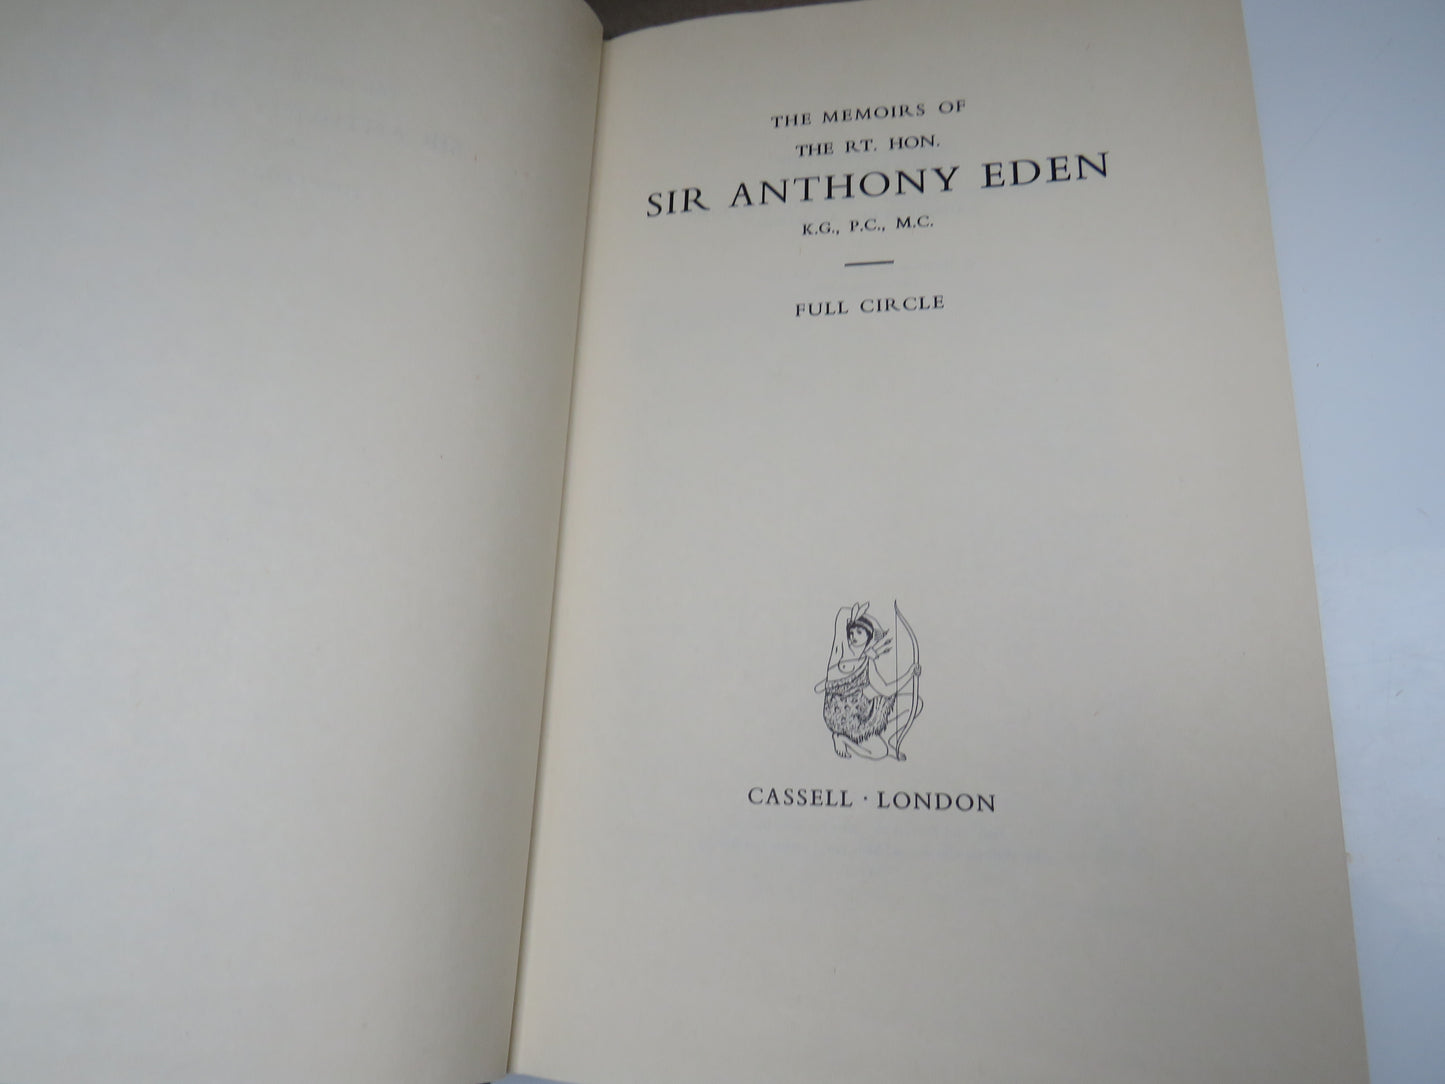 THE MEMOIRS OF
THE RT. HON.
SIR ANTHONY EDEN
K.G., P.C., M.C.
FULL CIRCLE
CASSELL · LONDON